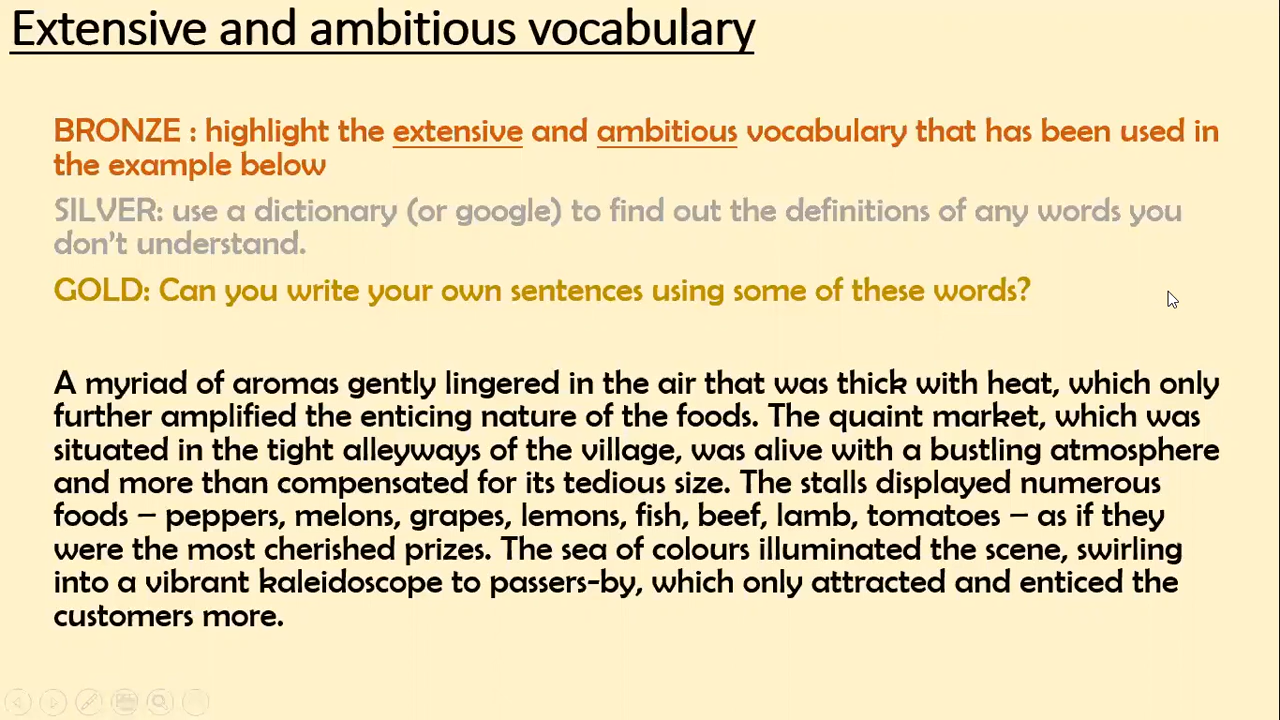 Extensive and ambitious vocabulary
BRONZE : highlight the extensive and ambitious vocabulary that has been used in
the example below
SILVER: use a dictionary (or google) to find out the definitions of any words you
don’t understand.
GOLD: Can you write your own sentences using some of these words?
A myriad of aromas gently lingered in the air that was thick with heat, which only
further amplified the enticing nature of the foods. The quaint market, which was
situated in the tight alleyways of the village, was alive with a bustling atmosphere
and more than compensated for its tedious size. The stalls displayed numerous
foods – peppers, melons, grapes, lemons, fish, beef, lamb, tomatoes – as if they
were the most cherished prizes. The sea of colours illuminated the scene, swirling
into a vibrant kaleidoscope to passers-by, which only attracted and enticed the
customers more.